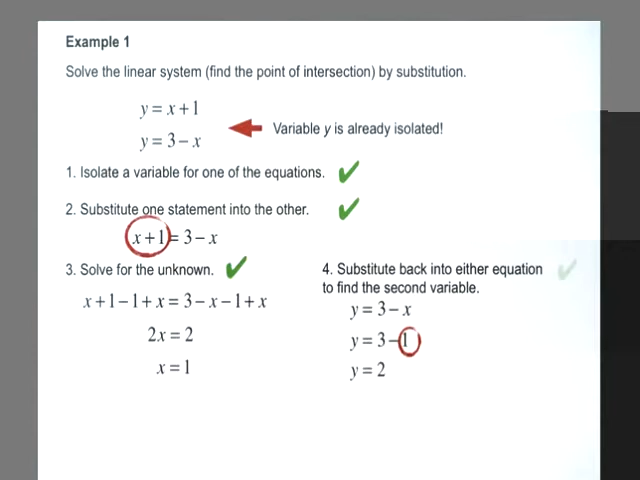 Example 1
Solve the linear system (find the point of intersection) by substitution.
y = x + 1
Variable y is already isolated!
y = 3 − x
1. Isolate a variable for one of the equations.
2. Substitute one statement into the other.
(x + 1) = 3 − x
3. Solve for the unknown.
x + 1 − 1 + x = 3 − x − 1 + x
2x = 2
x = 1
4. Substitute back into either equation
to find the second variable.
y = 3 − x
y = 3 − 1
y = 2